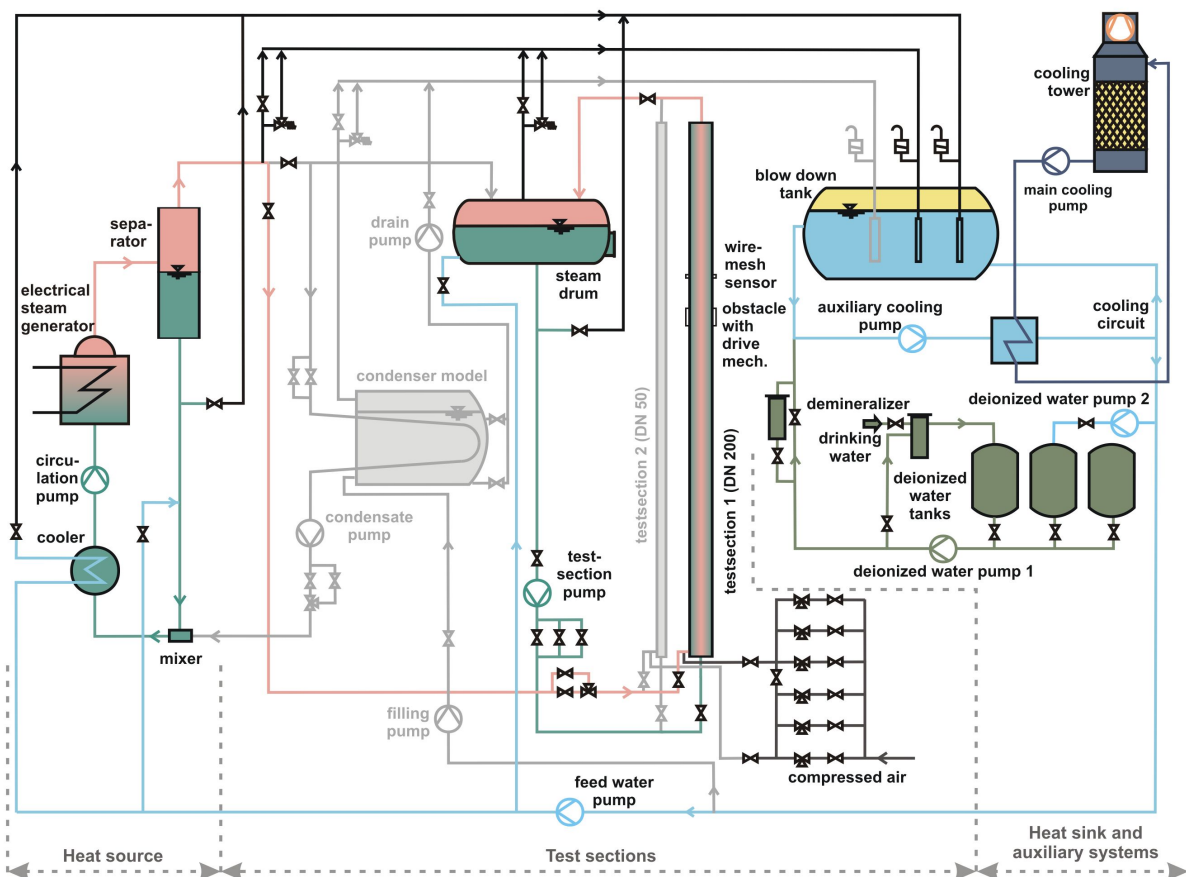 cooling
tower
main cooling
pump
blow down
tank
sepa-
rator
drain
pump
wire-
mesh
sensor
steam
drum
electrical
steam
generator
obstacle
with
drive
mech.
auxiliary cooling
pump
cooling
circuit
condenser model
testsection 2 (DN 50)
testsection 1 (DN 200)
demineralizer
drinking
water
deionized water pump 2
deionized
water
tanks
circu-
lation
pump
condensate
pump
cooler
test-
section
pump
deionized water pump 1
mixer
filling
pump
compressed air
feed water
pump
Heat source
Test sections
Heat sink and
auxiliary systems